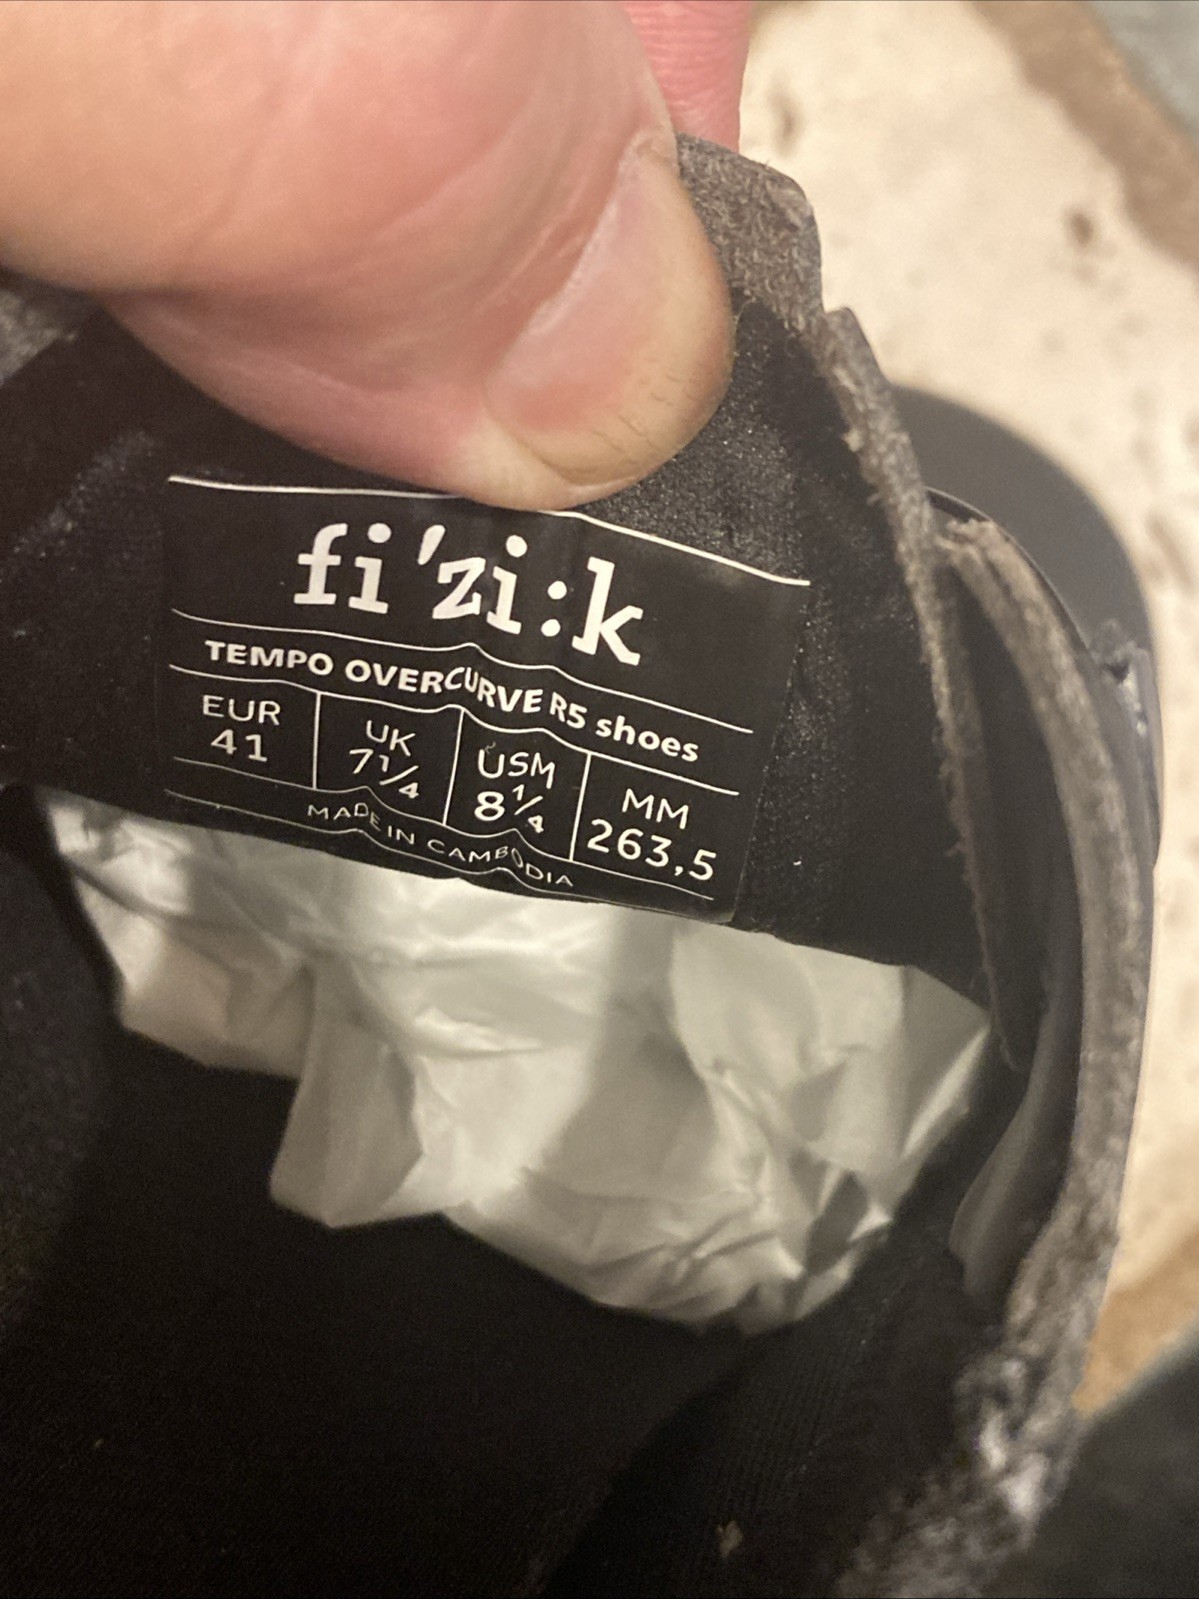 fi'zi:k
TEMPO OVERCURVE R5 shoes
EUR UK USM MM
41 7 1/4 8 1/4 263,5
MADE IN CAMBODIA